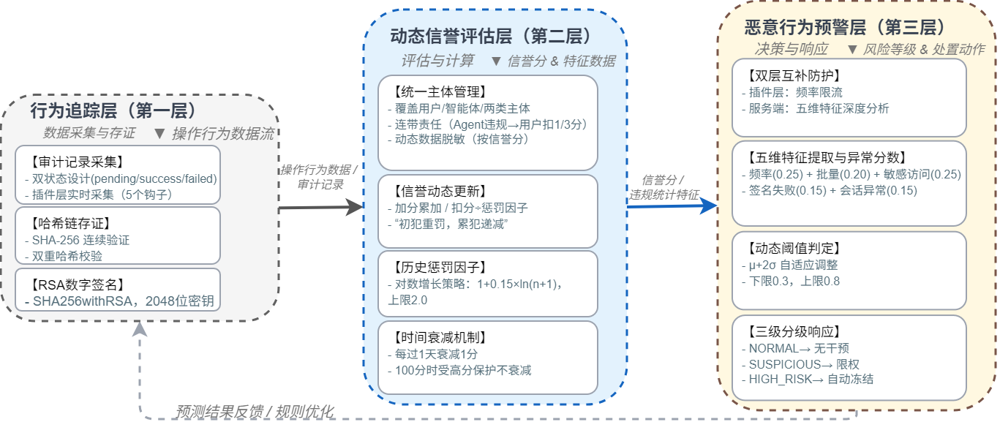 行为追踪层（第一层）
数据采集与存证 ▼ 操作行为数据流
【审计记录采集】
- 双状态设计(pending/success/failed)
- 插件层实时采集（5个钩子）
【哈希链存证】
- SHA-256 连续验证
- 双重哈希校验
【RSA数字签名】
- SHA256withRSA，2048位密钥
操作行为数据 /
审计记录
动态信誉评估层（第二层）
评估与计算 ▼ 信誉分 & 特征数据
【统一主体管理】
- 覆盖用户/智能体/两类主体
- 连带责任（Agent违规→用户扣1/3分）
- 动态数据脱敏（按信誉分）
【信誉动态更新】
- 加分累加 / 扣分÷惩罚因子
- “初犯重罚，累犯递减”
【历史惩罚因子】
- 对数增长策略：1+0.15×ln(n+1)，
上限2.0
【时间衰减机制】
- 每过1天衰减1分
- 100分时受高分保护不衰减
信誉分 /
违规统计特征
恶意行为预警层（第三层）
决策与响应 ▼ 风险等级 & 处置动作
【双层互补防护】
- 插件层：频率限流
- 服务端：五维特征深度分析
【五维特征提取与异常分数】
- 频率(0.25) + 批量(0.20) + 敏感访问(0.25)
- 签名失败(0.15) + 会话异常(0.15)
【动态阈值判定】
- μ+2σ 自适应调整
- 下限0.3，上限0.8
【三级分级响应】
- NORMAL→ 无干预
- SUSPICIOUS→ 限权
- HIGH_RISK→ 自动冻结
预测结果反馈 / 规则优化